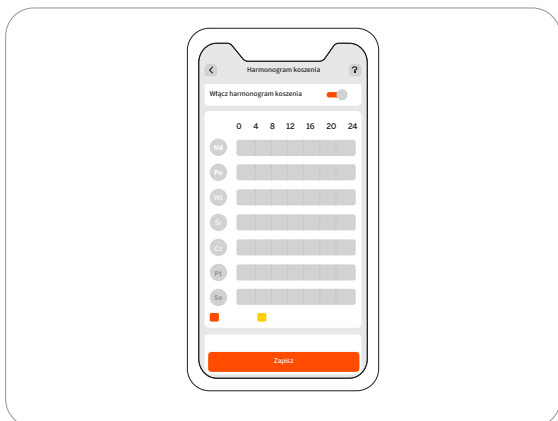 Harmonogram koszenia ?
Włącz harmonogram koszenia
0 4 8 12 16 20 24
Nd
Po
Wt
Śr
Cz
Pt
So
Zapisz